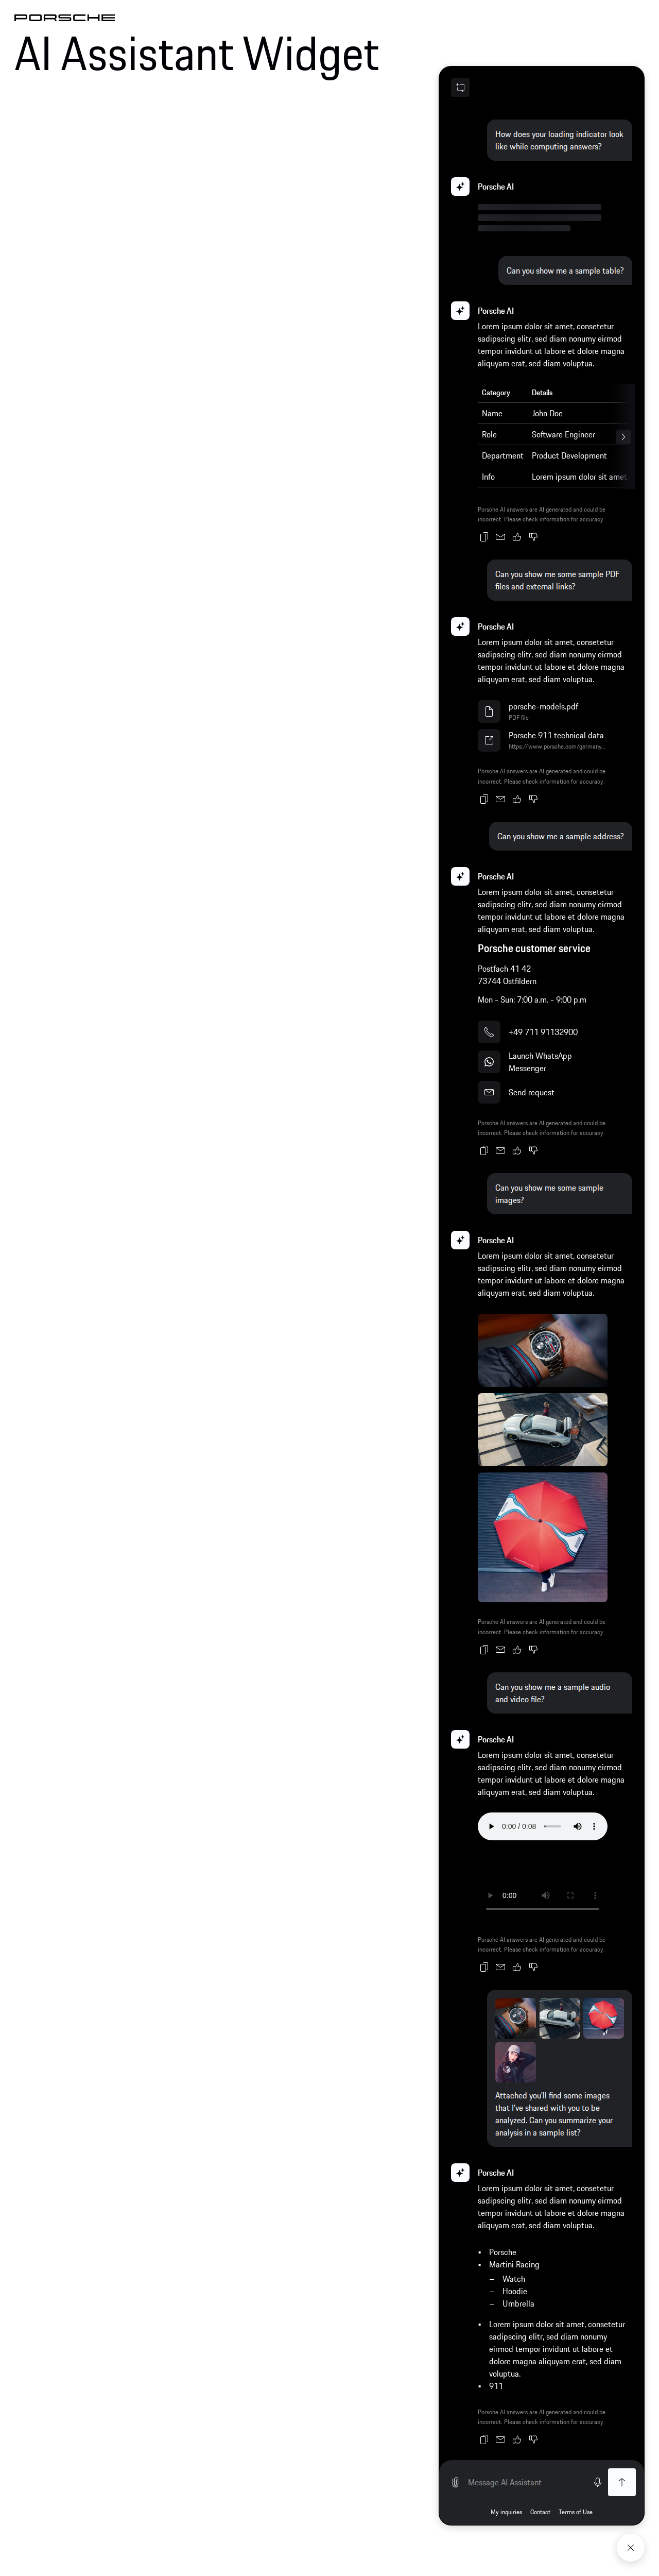 PORSCHE
AI Assistant Widget
How does your loading indicator look
like while computing answers?
Porsche AI
Can you show me a sample table?
Porsche AI
Lorem ipsum dolor sit amet, consetetur
sadipscing elitr, sed diam nonumy eirmod
tempor invidunt ut labore et dolore magna
aliquyam erat, sed diam voluptua.
Category Details
Name John Doe
Role Software Engineer
Department Product Development
Info Lorem ipsum dolor sit amet,
Porsche AI answers are AI generated and could be
incorrect. Please check information for accuracy.
Can you show me some sample PDF
files and external links?
Porsche AI
Lorem ipsum dolor sit amet, consetetur
sadipscing elitr, sed diam nonumy eirmod
tempor invidunt ut labore et dolore magna
aliquyam erat, sed diam voluptua.
porsche-models.pdf
PDF file
Porsche 911 technical data
https://www.porsche.com/germany...
Porsche AI answers are AI generated and could be
incorrect. Please check information for accuracy.
Can you show me a sample address?
Porsche AI
Lorem ipsum dolor sit amet, consetetur
sadipscing elitr, sed diam nonumy eirmod
tempor invidunt ut labore et dolore magna
aliquyam erat, sed diam voluptua.
Porsche customer service
Postfach 41 42
73744 Ostfildern
Mon - Sun: 7:00 a.m. - 9:00 p.m
+49 711 91132900
Launch WhatsApp
Messenger
Send request
Porsche AI answers are AI generated and could be
incorrect. Please check information for accuracy.
Can you show me some sample
images?
Porsche AI
Lorem ipsum dolor sit amet, consetetur
sadipscing elitr, sed diam nonumy eirmod
tempor invidunt ut labore et dolore magna
aliquyam erat, sed diam voluptua.
Porsche AI answers are AI generated and could be
incorrect. Please check information for accuracy.
Can you show me a sample audio
and video file?
Porsche AI
Lorem ipsum dolor sit amet, consetetur
sadipscing elitr, sed diam nonumy eirmod
tempor invidunt ut labore et dolore magna
aliquyam erat, sed diam voluptua.
0:00 / 0:08
0:00
Porsche AI answers are AI generated and could be
incorrect. Please check information for accuracy.
Attached you'll find some images
that I've shared with you to be
analyzed. Can you summarize your
analysis in a sample list?
Porsche AI
Lorem ipsum dolor sit amet, consetetur
sadipscing elitr, sed diam nonumy eirmod
tempor invidunt ut labore et dolore magna
aliquyam erat, sed diam voluptua.
• Porsche
• Martini Racing
– Watch
– Hoodie
– Umbrella
• Lorem ipsum dolor sit amet, consetetur
sadipscing elitr, sed diam nonumy
eirmod tempor invidunt ut labore et
dolore magna aliquyam erat, sed diam
voluptua.
• 911
Porsche AI answers are AI generated and could be
incorrect. Please check information for accuracy.
Message AI Assistant
My inquiries Contact Terms of Use